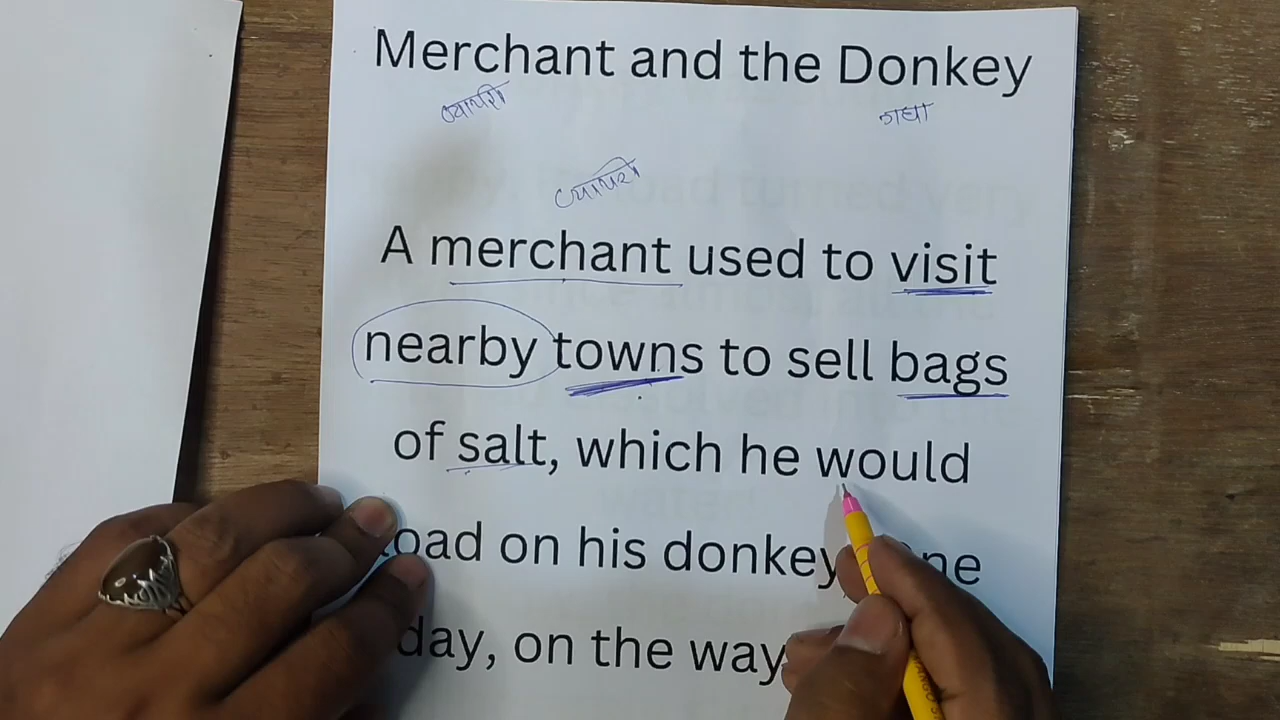 Merchant and the Donkey
व्यापारी
गधा
व्यापारी
A merchant used to visit
nearby towns to sell bags
of salt, which he would
load on his donkey
day, on the way